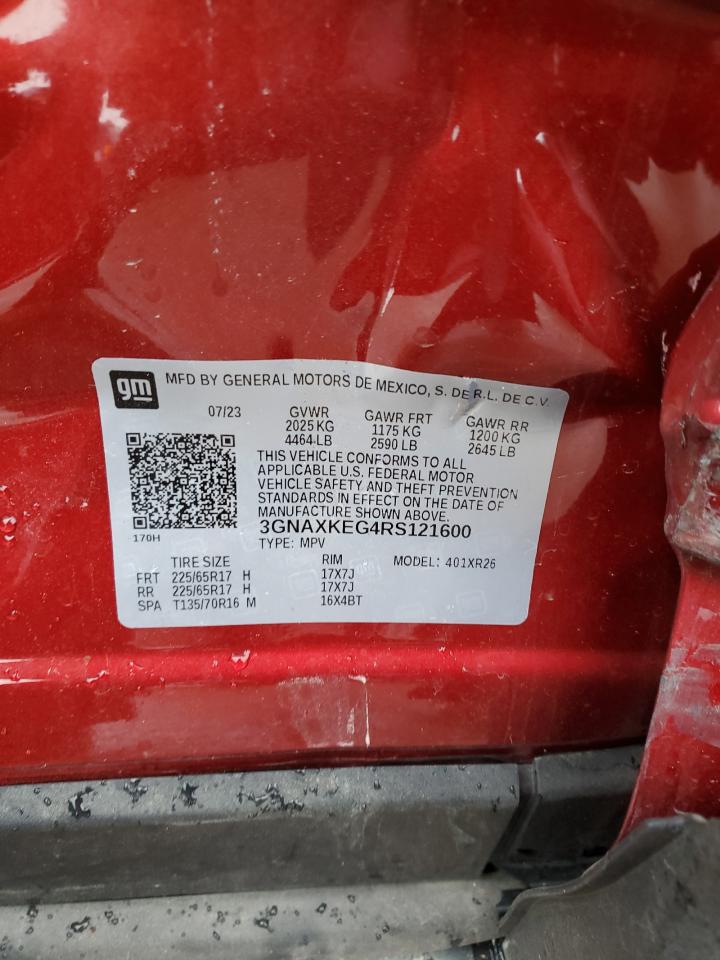 gm MFD BY GENERAL MOTORS DE MEXICO, S. DE R.L. DE C.V.
07/23 GVWR GAWR FRT GAWR RR
2025 KG 1175 KG 1200 KG
4464 LB 2590 LB 2645 LB
THIS VEHICLE CONFORMS TO ALL
APPLICABLE U.S. FEDERAL MOTOR
VEHICLE SAFETY AND THEFT PREVENTION
STANDARDS IN EFFECT ON THE DATE OF
MANUFACTURE SHOWN ABOVE.
170H 3GNAXKEG4RS121600
TYPE: MPV
TIRE SIZE RIM MODEL: 401XR26
FRT 225/65R17 H 17X7J
RR 225/65R17 H 17X7J
SPA T135/70R16 M 16X4BT